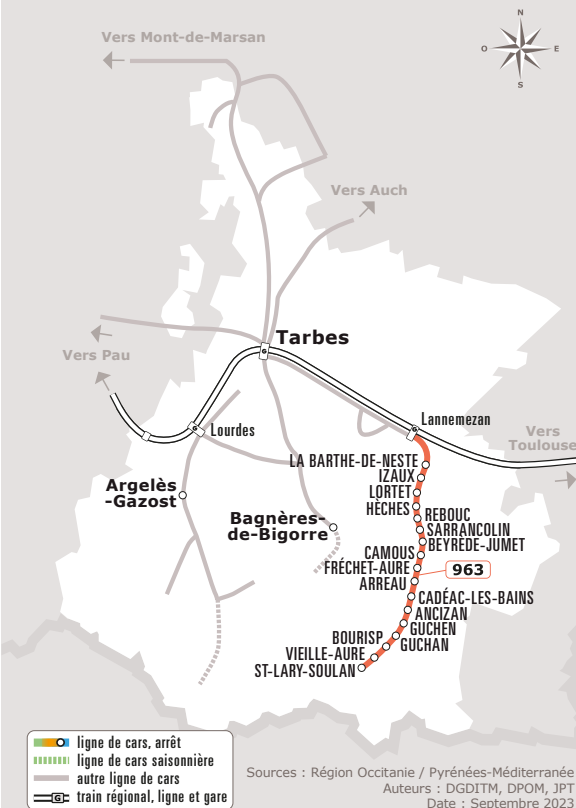 Vers Mont-de-Marsan
N
O
E
S
Vers Auch
Tarbes
Vers Pau
Lannemezan
Lourdes
Vers
Toulouse
LA BARTHE-DE-NESTE
IZAUX
LORTET
HÈCHES
Argelès
-Gazost
Bagnères-
de-Bigorre
REBOUC
SARRANCOLIN
BEYREDE-JUMET
CAMOUS
FRÉCHET-AURE
963
ARREAU
CADÉAC-LES-BAINS
ANCIZAN
GUCHEN
BOURISP
GUCHAN
VIEILLE-AURE
ST-LARY-SOULAN
ligne de cars, arrêt
ligne de cars saisonnière
autre ligne de cars
G train régional, ligne et gare
Sources : Région Occitanie / Pyrénées-Méditerranée
Auteurs : DGDITM, DPOM, JPT
Date : Septembre 2023